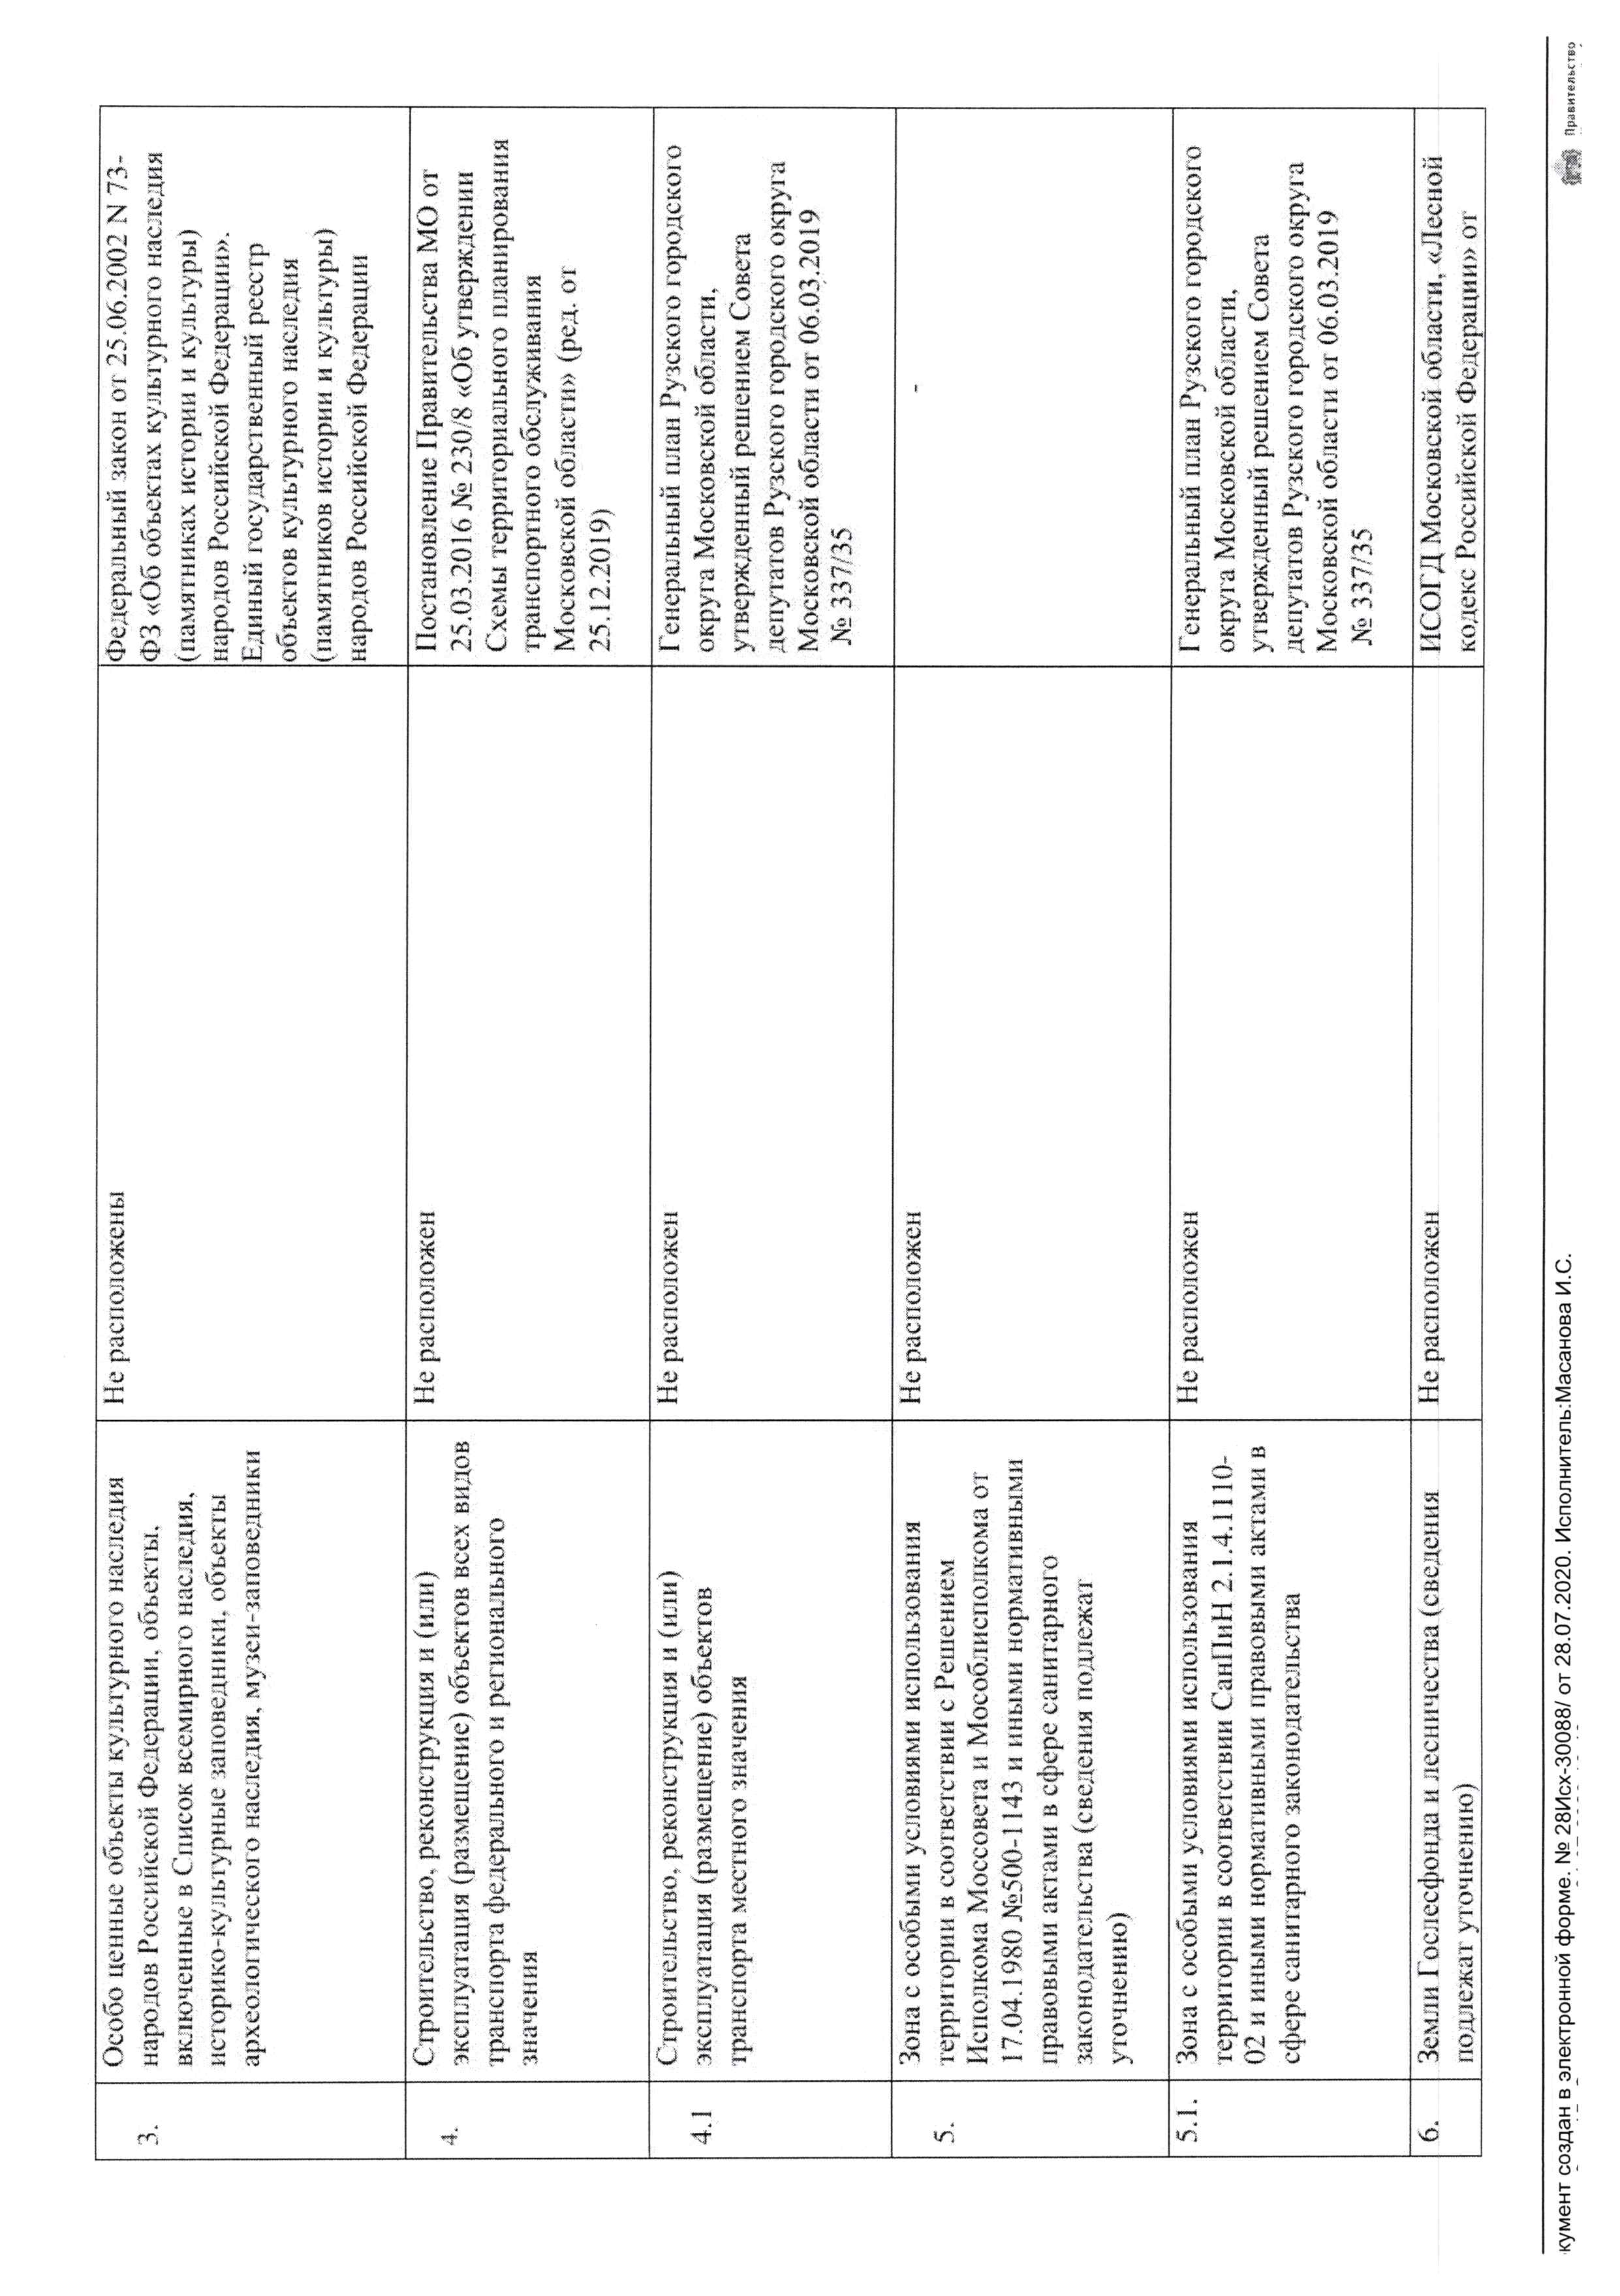 3.
Особо ценные объекты культурного наследия
народов Российской Федерации, объекты,
включенные в Список всемирного наследия,
историко-культурные заповедники, объекты
археологического наследия, музеи-заповедники
Не расположены
Федеральный закон от 25.06.2002 N 73-
ФЗ «Об объектах культурного наследия
(памятниках истории и культуры)
народов Российской Федерации».
Единый государственный реестр
объектов культурного наследия
(памятников истории и культуры)
народов Российской Федерации
4.
Строительство, реконструкция и (или)
эксплуатация (размещение) объектов всех видов
транспорта федерального и регионального
значения
Не расположен
Постановление Правительства МО от
25.03.2016 № 230/8 «Об утверждении
Схемы территориального планирования
транспортного обслуживания
Московской области» (ред. от
25.12.2019)
4.1
Строительство, реконструкция и (или)
эксплуатация (размещение) объектов
транспорта местного значения
Не расположен
Генеральный план Рузского городского
округа Московской области,
утвержденный решением Совета
депутатов Рузского городского округа
Московской области от 06.03.2019
№ 337/35
5.
Зона с особыми условиями использования
территории в соответствии с Решением
Исполкома Моссовета и Мособлисполкома от
17.04.1980 №500-1143 и иными нормативными
правовыми актами в сфере санитарного
законодательства (сведения подлежат
уточнению)
Не расположен
-
5.1.
Зона с особыми условиями использования
территории в соответствии СанПиН 2.1.4.1110-
02 и иными нормативными правовыми актами в
сфере санитарного законодательства
Не расположен
Генеральный план Рузского городского
округа Московской области,
утвержденный решением Совета
депутатов Рузского городского округа
Московской области от 06.03.2019
№ 337/35
6.
Земли Гослесфонда и лесничества (сведения
подлежат уточнению)
Не расположен
ИСОГД Московской области, «Лесной
кодекс Российской Федерации» от
кумент создан в электронной форме. № 28Исх-30088/ от 28.07.2020. Исполнитель:Масанова И.С.
Правительство